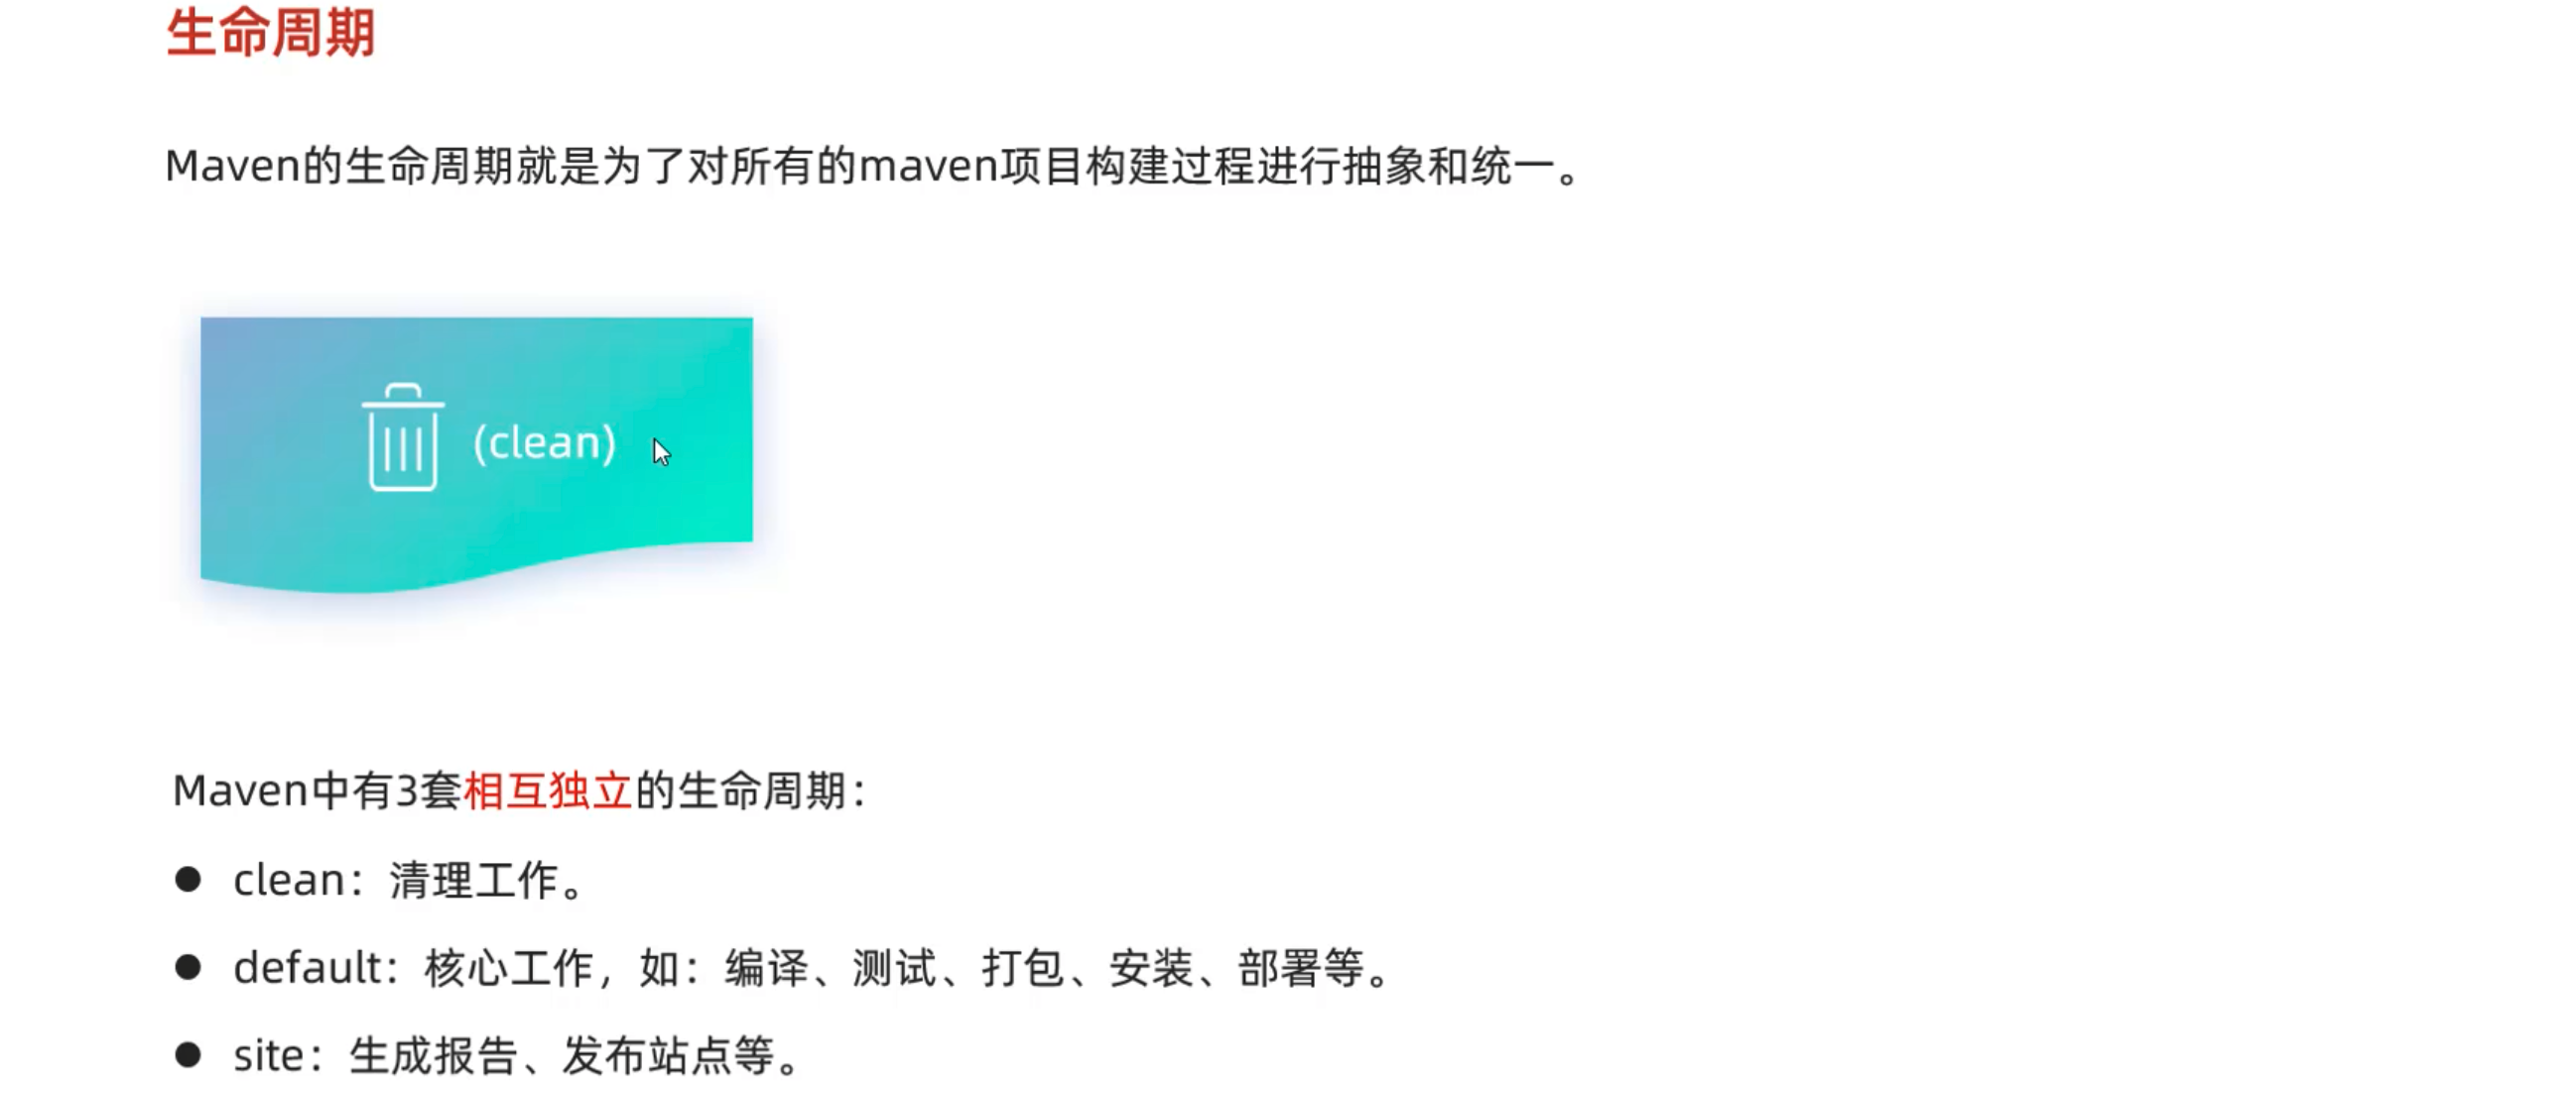 生命周期
Maven的生命周期就是为了对所有的maven项目构建过程进行抽象和统一。
(clean)
Maven中有3套相互独立的生命周期：
● clean：清理工作。
● default：核心工作，如：编译、测试、打包、安装、部署等。
● site：生成报告、发布站点等。